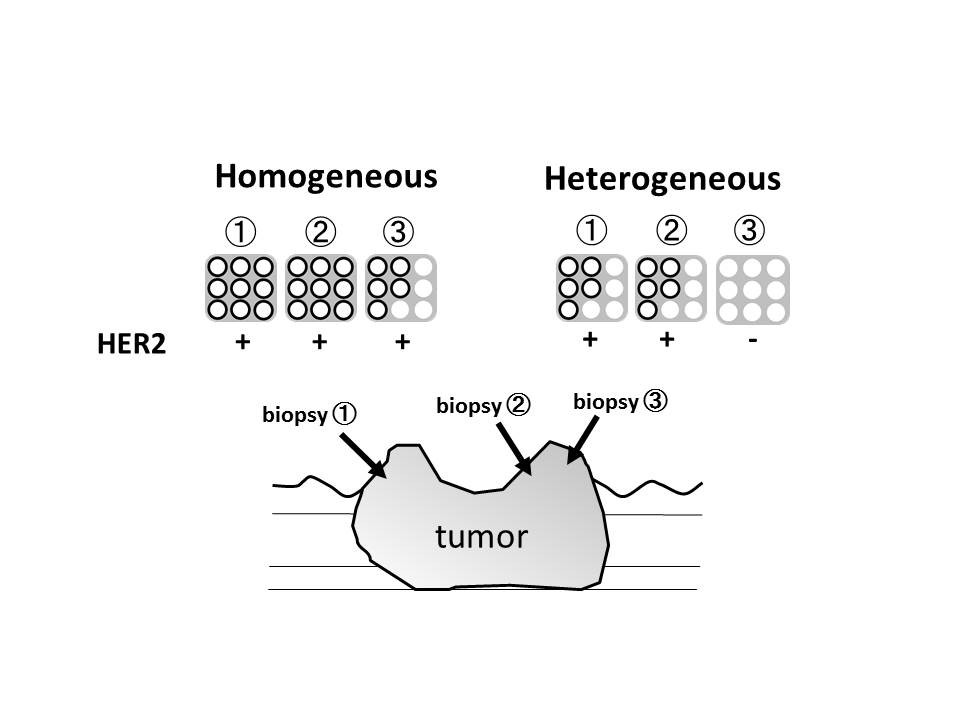 Homogeneous Heterogeneous
① ② ③ ① ② ③
HER2 + + + + + -
biopsy ① biopsy ② biopsy ③
tumor